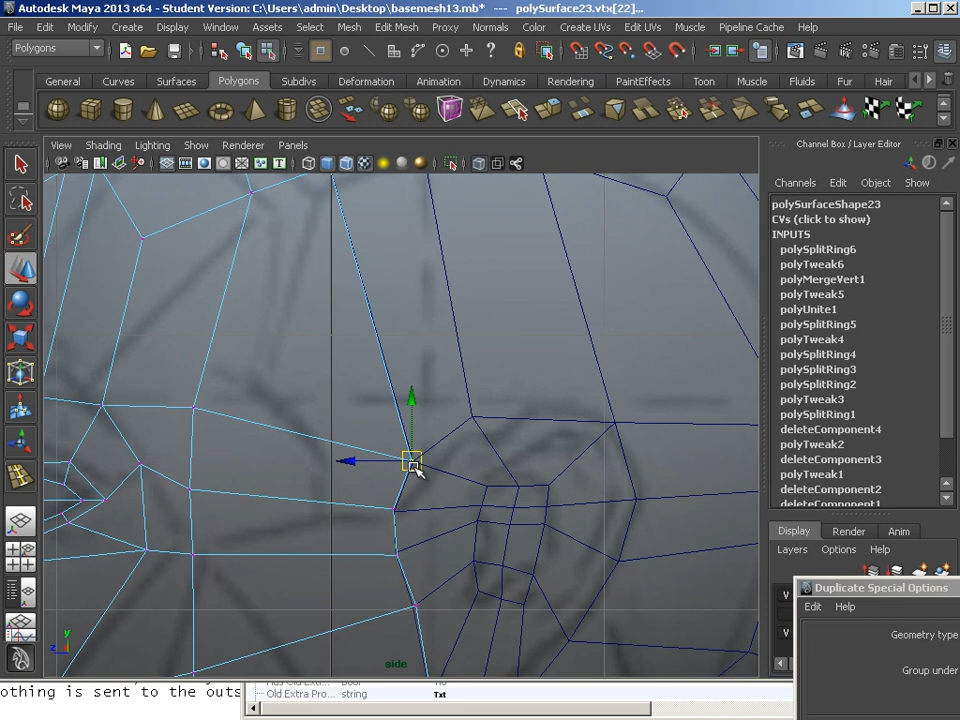 Autodesk Maya 2013 x64 - Student Version: C:\Users\admin\Desktop\basemesh13.mb* --- polySurface23.vtx[22]...
File Edit Modify Create Display Window Assets Select Mesh Edit Mesh Proxy Normals Color Create UVs Edit UVs Muscle Pipeline Cache Help
Polygons
General Curves Surfaces Polygons Subdivs Deformation Animation Dynamics Rendering PaintEffects Toon Muscle Fluids Fur Hair
View Shading Lighting Show Renderer Panels
Channel Box / Layer Editor
Channels Edit Object Show
polySurfaceShape23
CVs (click to show)
INPUTS
polySplitRing6
polyTweak6
polyMergeVert1
polyTweak5
polyUnite1
polySplitRing5
polyTweak4
polySplitRing4
polySplitRing3
polySplitRing2
polyTweak3
polySplitRing1
deleteComponent4
polyTweak2
deleteComponent3
polyTweak1
deleteComponent2
deleteComponent1
Display Render Anim
Layers Options Help
V
V
Duplicate Special Options
Edit Help
Geometry type
Group under
y
z
side
othing is sent to the outs
Old Extra Pro... string Txt